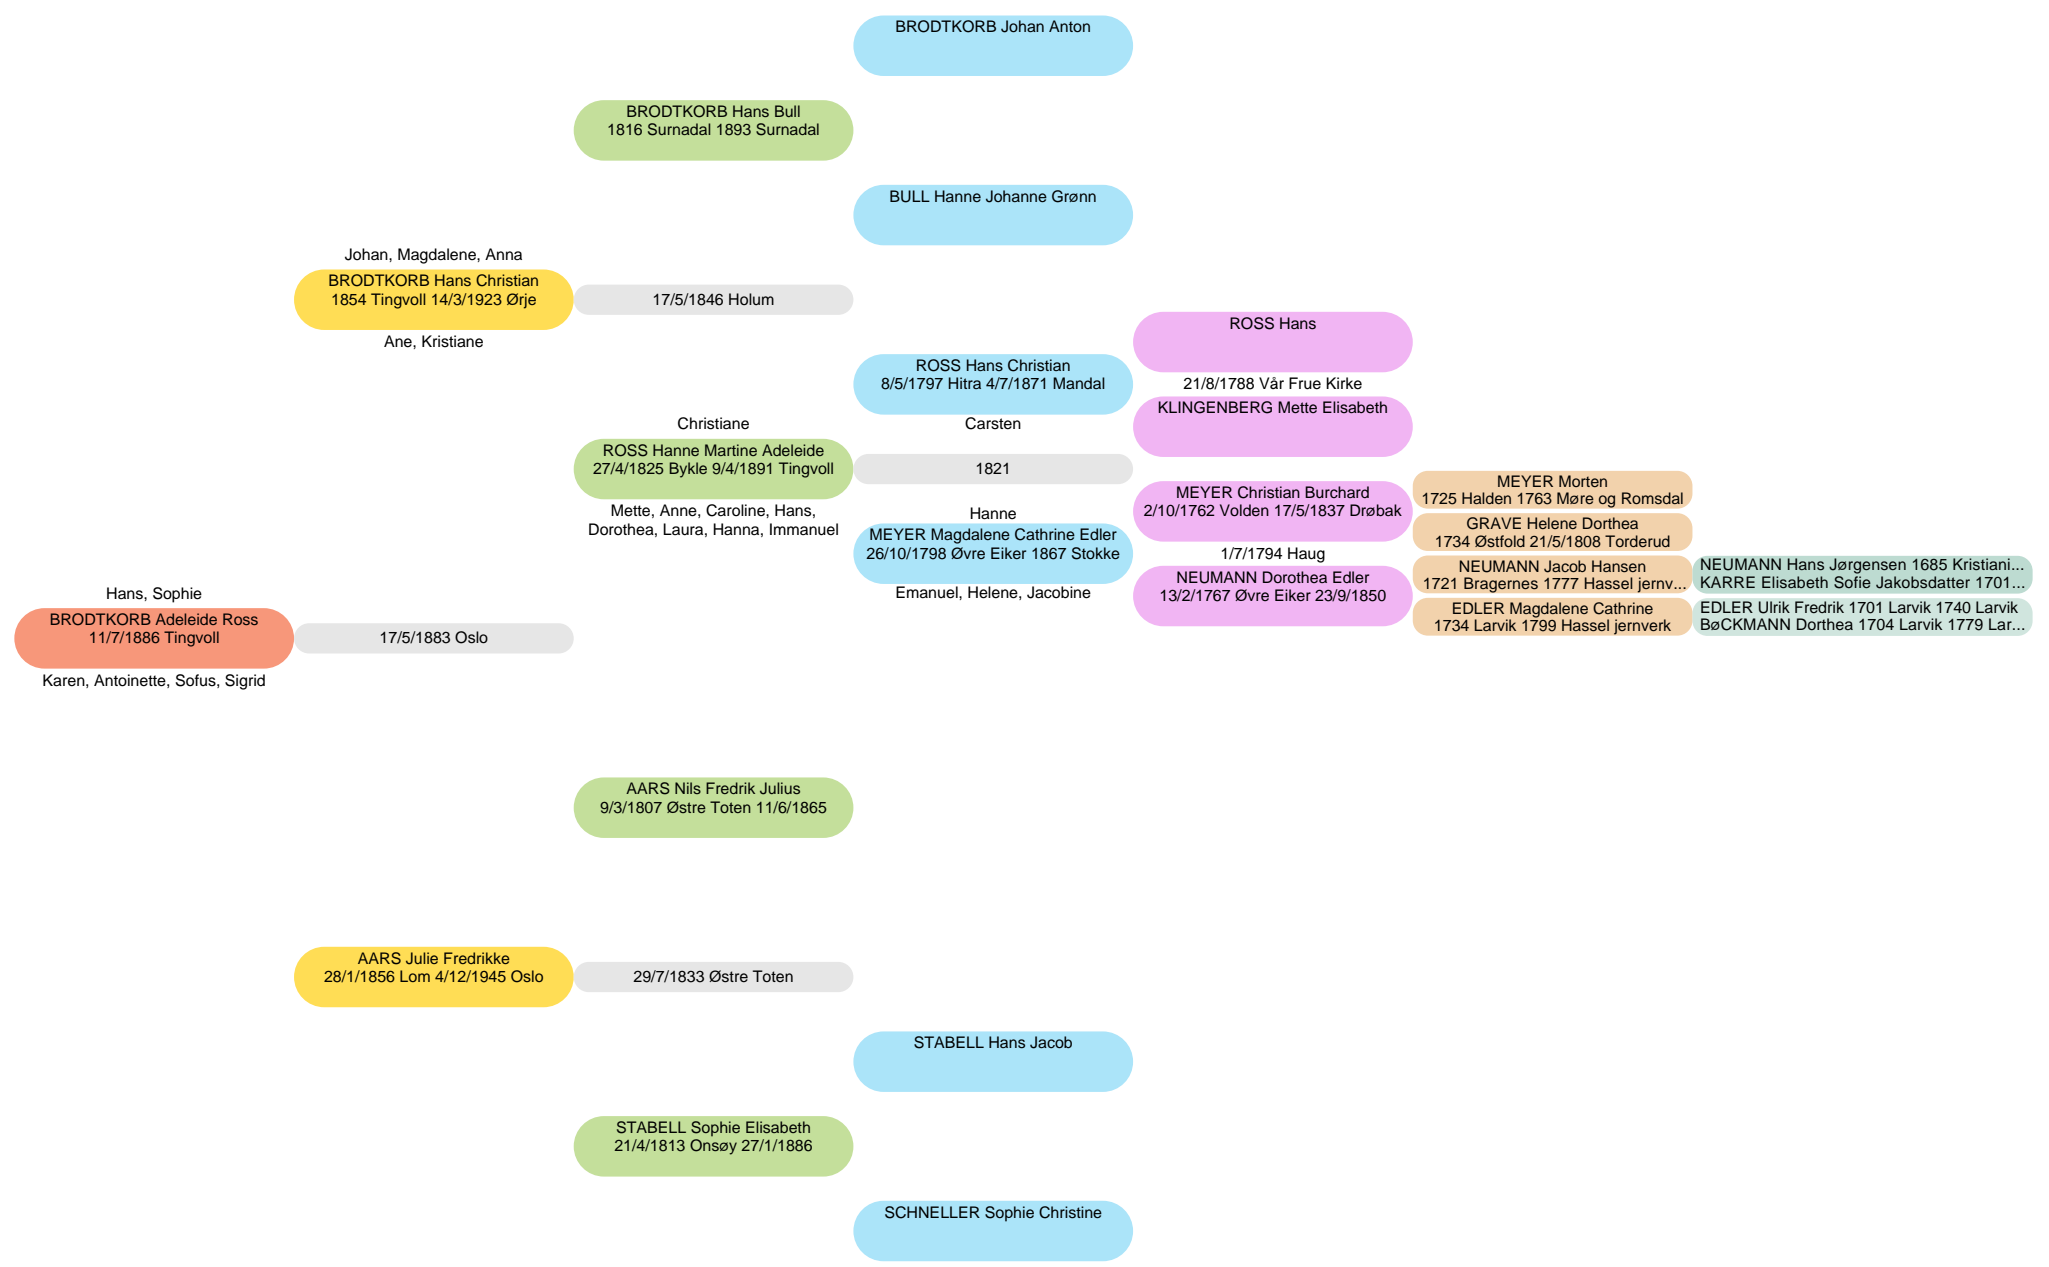 BRODTKORB Johan Anton
BRODTKORB Hans Bull
1816 Surnadal 1893 Surnadal
BULL Hanne Johanne Grønn
Johan, Magdalene, Anna
BRODTKORB Hans Christian
1854 Tingvoll 14/3/1923 Ørje
Ane, Kristiane
17/5/1846 Holum
ROSS Hans
ROSS Hans Christian
8/5/1797 Hitra 4/7/1871 Mandal
Carsten
21/8/1788 Vår Frue Kirke
KLINGENBERG Mette Elisabeth
Christiane
ROSS Hanne Martine Adeleide
27/4/1825 Bykle 9/4/1891 Tingvoll
Mette, Anne, Caroline, Hans,
Dorothea, Laura, Hanna, Immanuel
1821
MEYER Christian Burchard
2/10/1762 Volden 17/5/1837 Drøbak
MEYER Morten
1725 Halden 1763 Møre og Romsdal
GRAVE Helene Dorthea
1734 Østfold 21/5/1808 Torderud
Hanne
MEYER Magdalene Cathrine Edler
26/10/1798 Øvre Eiker 1867 Stokke
Emanuel, Helene, Jacobine
1/7/1794 Haug
NEUMANN Dorothea Edler
13/2/1767 Øvre Eiker 23/9/1850
NEUMANN Jacob Hansen
1721 Bragernes 1777 Hassel jernv...
NEUMANN Hans Jørgensen 1685 Kristiani...
KARRE Elisabeth Sofie Jakobsdatter 1701...
EDLER Magdalene Cathrine
1734 Larvik 1799 Hassel jernverk
EDLER Ulrik Fredrik 1701 Larvik 1740 Larvik
BøCKMANN Dorthea 1704 Larvik 1779 Lar...
Hans, Sophie
BRODTKORB Adeleide Ross
11/7/1886 Tingvoll
Karen, Antoinette, Sofus, Sigrid
17/5/1883 Oslo
AARS Nils Fredrik Julius
9/3/1807 Østre Toten 11/6/1865
AARS Julie Fredrikke
28/1/1856 Lom 4/12/1945 Oslo
29/7/1833 Østre Toten
STABELL Hans Jacob
STABELL Sophie Elisabeth
21/4/1813 Onsøy 27/1/1886
SCHNELLER Sophie Christine